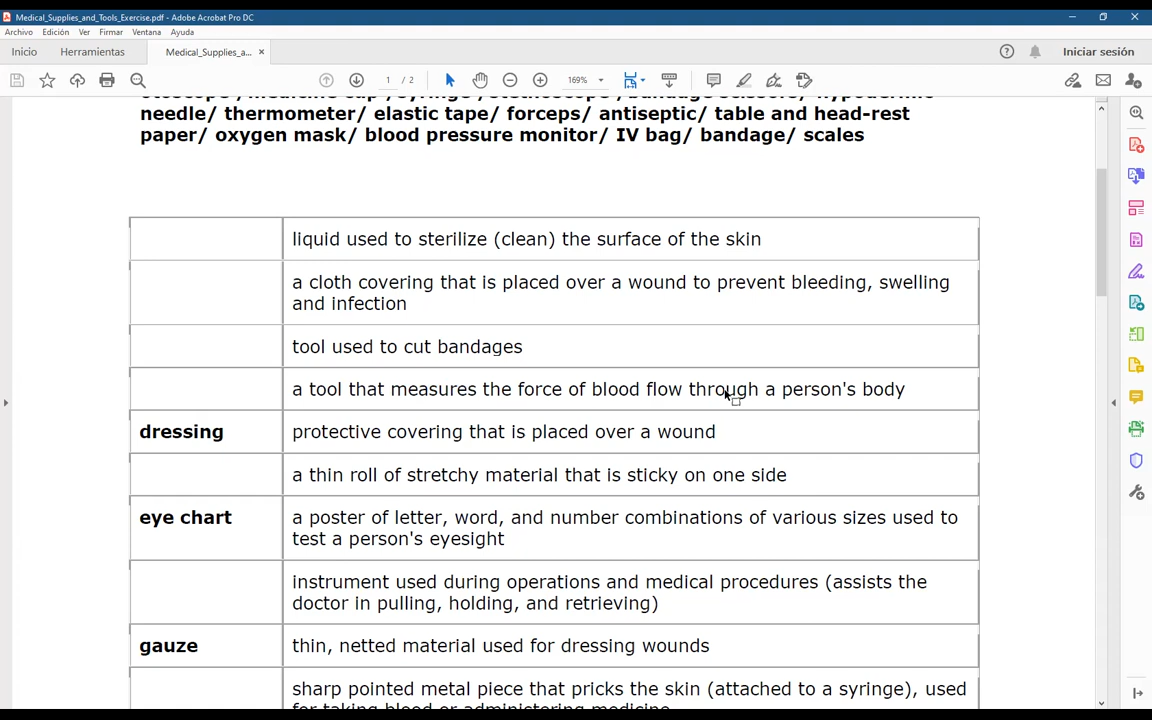 Medical_Supplies_and_Tools_Exercise.pdf - Adobe Acrobat Pro DC
Archivo Edición Ver Firmar Ventana Ayuda
Inicio Herramientas Medical_Supplies_a... ×
Iniciar sesión
1 / 2 169%
needle/ thermometer/ elastic tape/ forceps/ antiseptic/ table and head-rest
paper/ oxygen mask/ blood pressure monitor/ IV bag/ bandage/ scales
liquid used to sterilize (clean) the surface of the skin
a cloth covering that is placed over a wound to prevent bleeding, swelling
and infection
tool used to cut bandages
a tool that measures the force of blood flow through a person's body
dressing protective covering that is placed over a wound
a thin roll of stretchy material that is sticky on one side
eye chart a poster of letter, word, and number combinations of various sizes used to
test a person's eyesight
instrument used during operations and medical procedures (assists the
doctor in pulling, holding, and retrieving)
gauze thin, netted material used for dressing wounds
sharp pointed metal piece that pricks the skin (attached to a syringe), used
for taking blood or administering medicine